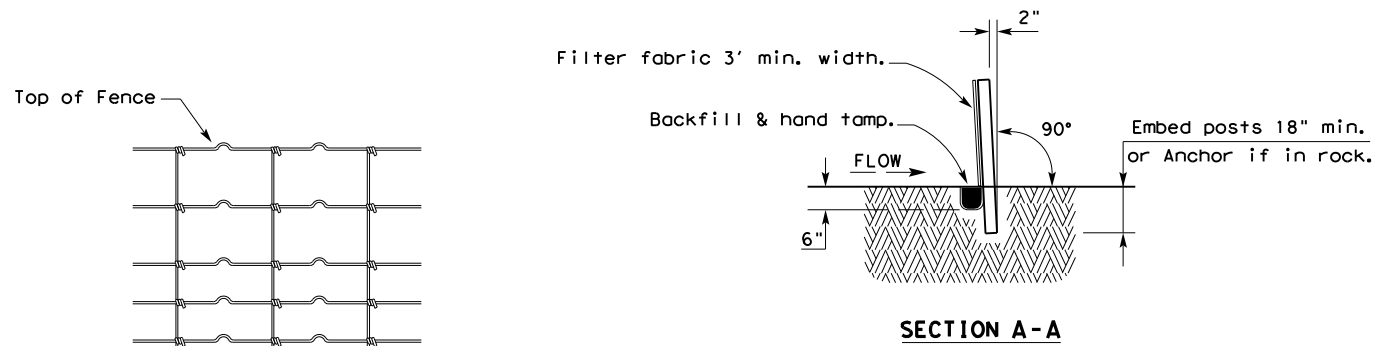 Top of Fence
2"
Filter fabric 3' min. width.
Backfill & hand tamp.
90°
Embed posts 18" min.
or Anchor if in rock.
FLOW
6"
SECTION A-A